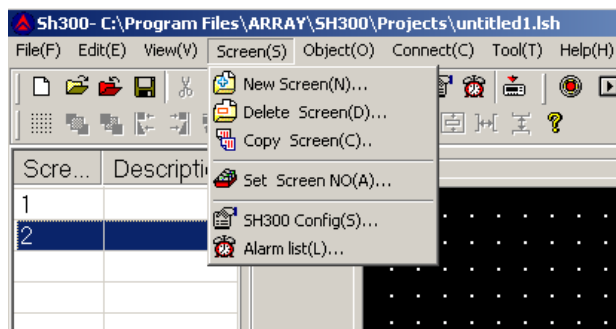 Sh300- C:\Program Files\ARRAY\SH300\Projects\untitled1.lsh
File(F) Edit(E) View(V) Screen(S) Object(O) Connect(C) Tool(T) Help(H)
New Screen(N)...
Delete Screen(D)...
Copy Screen(C)..
Scre... Descripti
Set Screen NO(A)...
1
SH300 Config(S)...
2
Alarm list(L)...